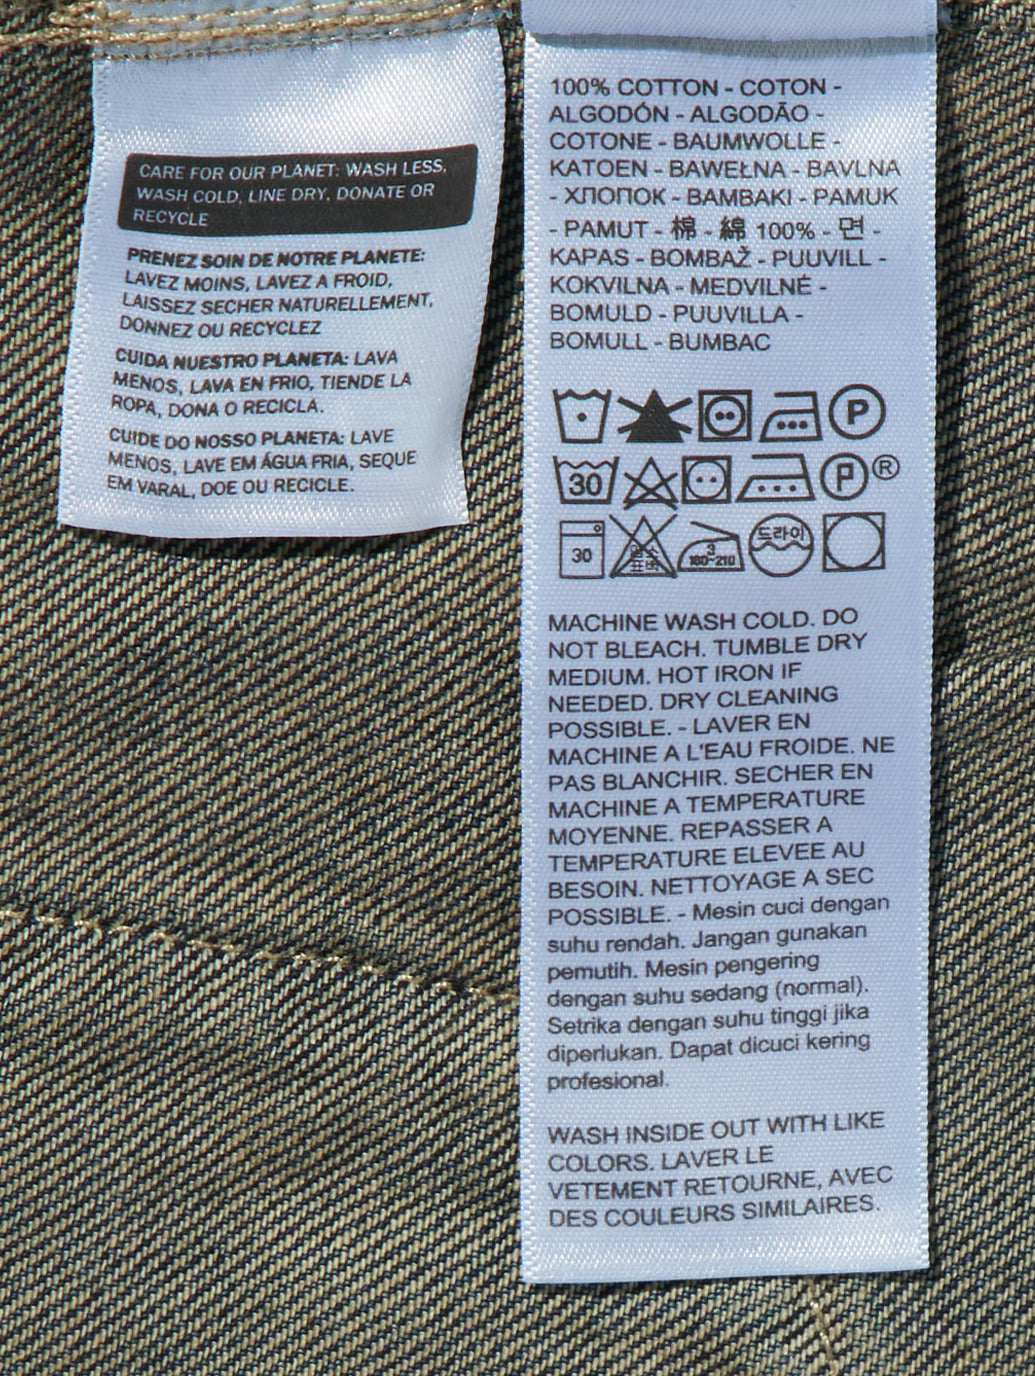 CARE FOR OUR PLANET: WASH LESS,
WASH COLD, LINE DRY, DONATE OR
RECYCLE
PRENEZ SOIN DE NOTRE PLANETE:
LAVEZ MOINS, LAVEZ A FROID,
LAISSEZ SECHER NATURELLEMENT,
DONNEZ OU RECYCLEZ
CUIDA NUESTRO PLANETA: LAVA
MENOS, LAVA EN FRIO, TIENDE LA
ROPA, DONA O RECICLA.
CUIDE DO NOSSO PLANETA: LAVE
MENOS, LAVE EM ÁGUA FRIA, SEQUE
EM VARAL, DOE OU RECICLE.
100% COTTON - COTON -
ALGODÓN - ALGODÃO -
COTONE - BAUMWOLLE -
KATOEN - BAWEŁNA - BAVLNA
- ХЛОПОК - BAMBAKI - PAMUK
- PAMUT - 棉 - 綿 100% - 면 -
KAPAS - BOMBAŽ - PUUVILL -
KOKVILNA - MEDVILNÉ -
BOMULD - PUUVILLA -
BOMULL - BUMBAC
P
30 P ®
30 3 160-210 드라이
MACHINE WASH COLD. DO
NOT BLEACH. TUMBLE DRY
MEDIUM. HOT IRON IF
NEEDED. DRY CLEANING
POSSIBLE. - LAVER EN
MACHINE A L'EAU FROIDE. NE
PAS BLANCHIR. SECHER EN
MACHINE A TEMPERATURE
MOYENNE. REPASSER A
TEMPERATURE ELEVEE AU
BESOIN. NETTOYAGE A SEC
POSSIBLE. - Mesin cuci dengan
suhu rendah. Jangan gunakan
pemutih. Mesin pengering
dengan suhu sedang (normal).
Setrika dengan suhu tinggi jika
diperlukan. Dapat dicuci kering
profesional.
WASH INSIDE OUT WITH LIKE
COLORS. LAVER LE
VETEMENT RETOURNE, AVEC
DES COULEURS SIMILAIRES.